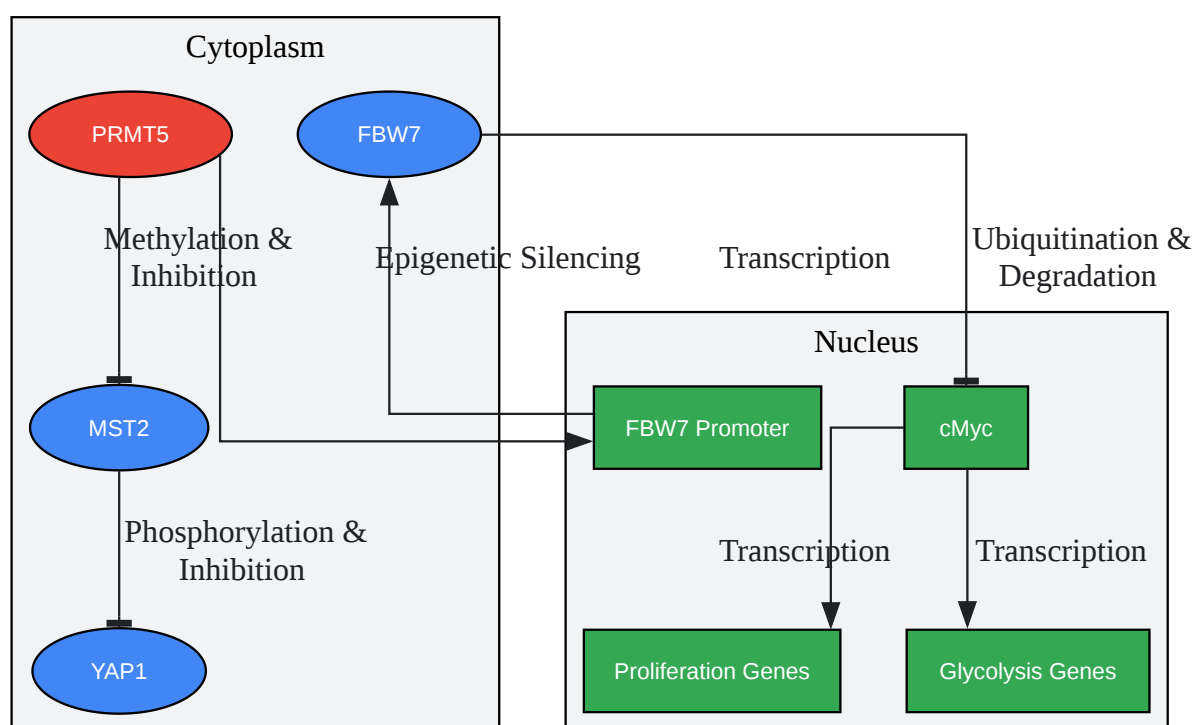 Cytoplasm
PRMT5
FBW7
Methylation &
Inhibition
Epigenetic Silencing
Transcription
Ubiquitination &
Degradation
Nucleus
MST2
FBW7 Promoter
cMyc
Phosphorylation &
Inhibition
Transcription
Transcription
YAP1
Proliferation Genes
Glycolysis Genes